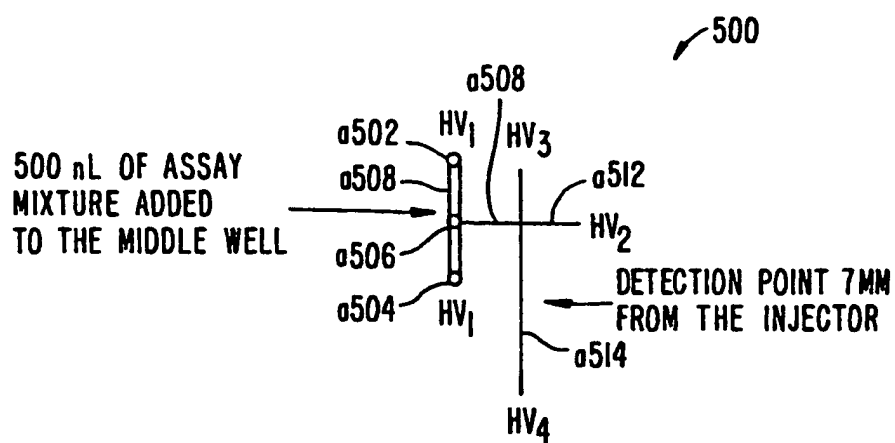 500
a508
a502
HV1
HV3
a508
a512
500 nL OF ASSAY
MIXTURE ADDED
TO THE MIDDLE WELL
HV2
a506
a504
HV1
DETECTION POINT 7MM
FROM THE INJECTOR
a514
HV4